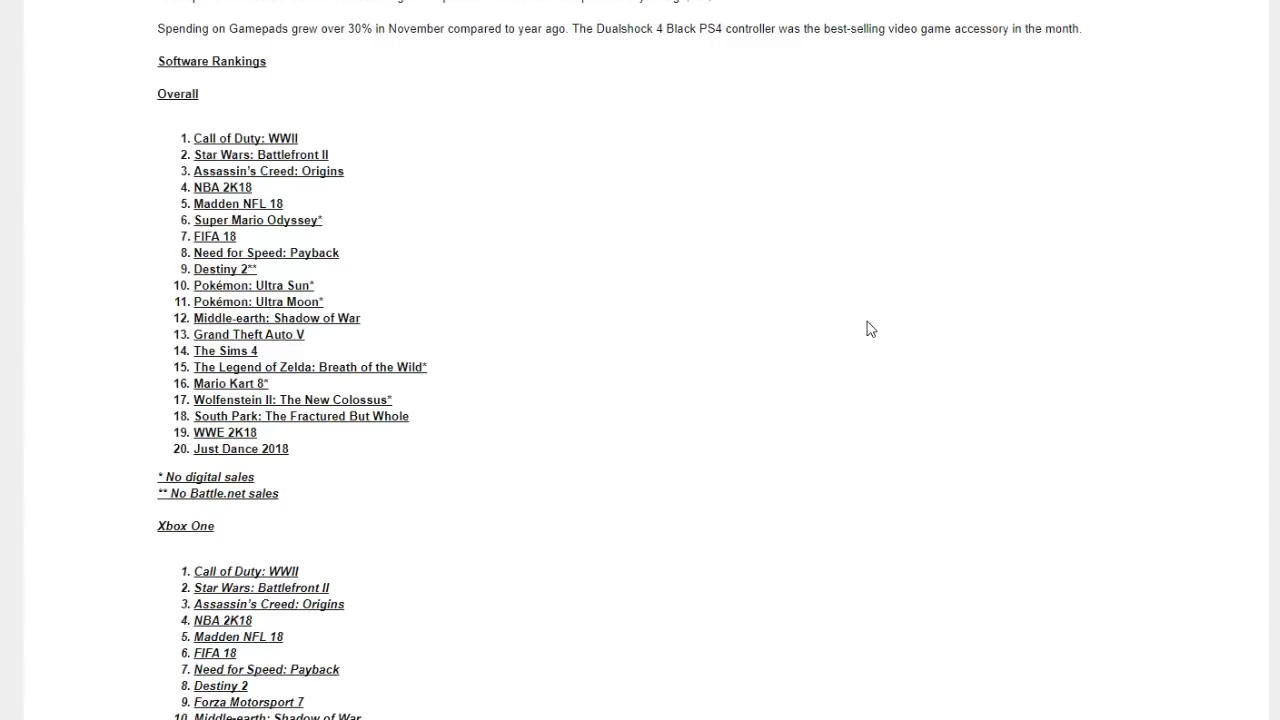 Spending on Gamepads grew over 30% in November compared to year ago. The Dualshock 4 Black PS4 controller was the best-selling video game accessory in the month.
Software Rankings
Overall
1. Call of Duty: WWII
2. Star Wars: Battlefront II
3. Assassin's Creed: Origins
4. NBA 2K18
5. Madden NFL 18
6. Super Mario Odyssey*
7. FIFA 18
8. Need for Speed: Payback
9. Destiny 2**
10. Pokémon: Ultra Sun*
11. Pokémon: Ultra Moon*
12. Middle-earth: Shadow of War
13. Grand Theft Auto V
14. The Sims 4
15. The Legend of Zelda: Breath of the Wild*
16. Mario Kart 8*
17. Wolfenstein II: The New Colossus*
18. South Park: The Fractured But Whole
19. WWE 2K18
20. Just Dance 2018
* No digital sales
** No Battle.net sales
Xbox One
1. Call of Duty: WWII
2. Star Wars: Battlefront II
3. Assassin's Creed: Origins
4. NBA 2K18
5. Madden NFL 18
6. FIFA 18
7. Need for Speed: Payback
8. Destiny 2
9. Forza Motorsport 7
10. Middle-earth: Shadow of War